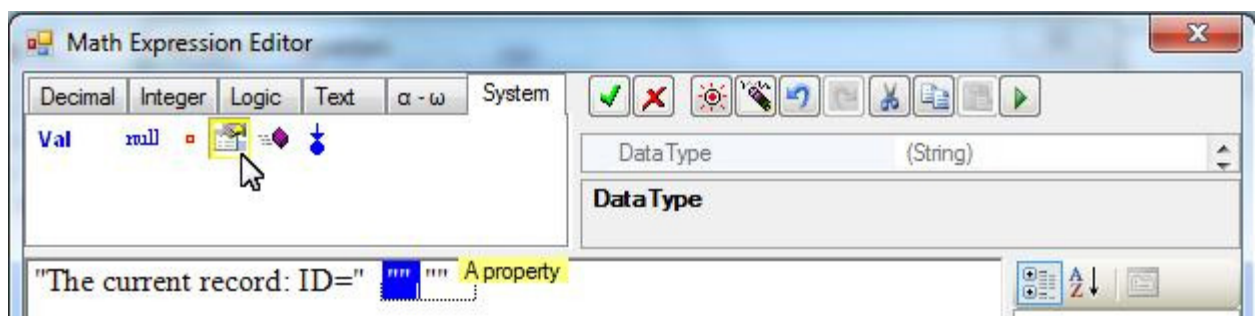 Math Expression Editor
Decimal Integer Logic Text α - ω System
Val null
DataType (String)
DataType
"The current record: ID=" "" "" A property
A
Z